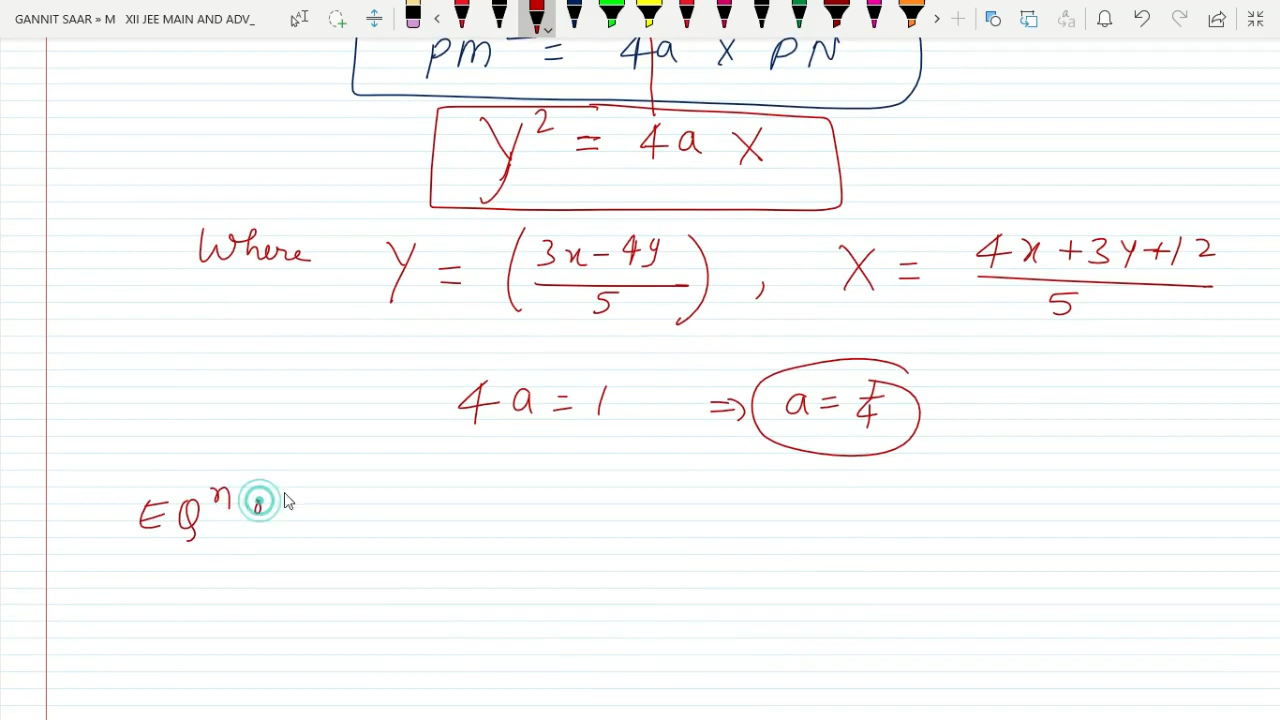 GANNIT SAAR » M XII JEE MAIN AND ADV_
PM = 4a x PN
Y² = 4a X
Where Y = (3x-4y/5), X = 4x+3y+12/5
4a = 1 ⇒ a = 1/4
EQⁿ